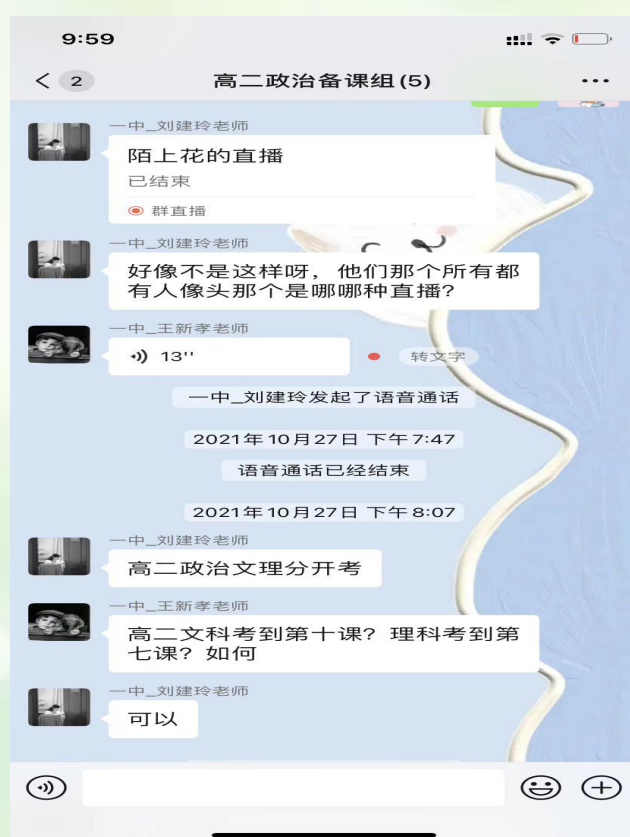 9:59
2
高二政治备课组(5)
一中_刘建玲老师
陌上花的直播
已结束
群直播
一中_刘建玲老师
好像不是这样呀，他们那个所有都
有人像头那个是哪哪种直播?
一中_王新孝老师
13''
转文字
一中_刘建玲发起了语音通话
2021年10月27日 下午7:47
语音通话已经结束
2021年10月27日 下午8:07
一中_刘建玲老师
高二政治文理分开考
一中_王新孝老师
高二文科考到第十课? 理科考到第
七课? 如何
一中_刘建玲老师
可以